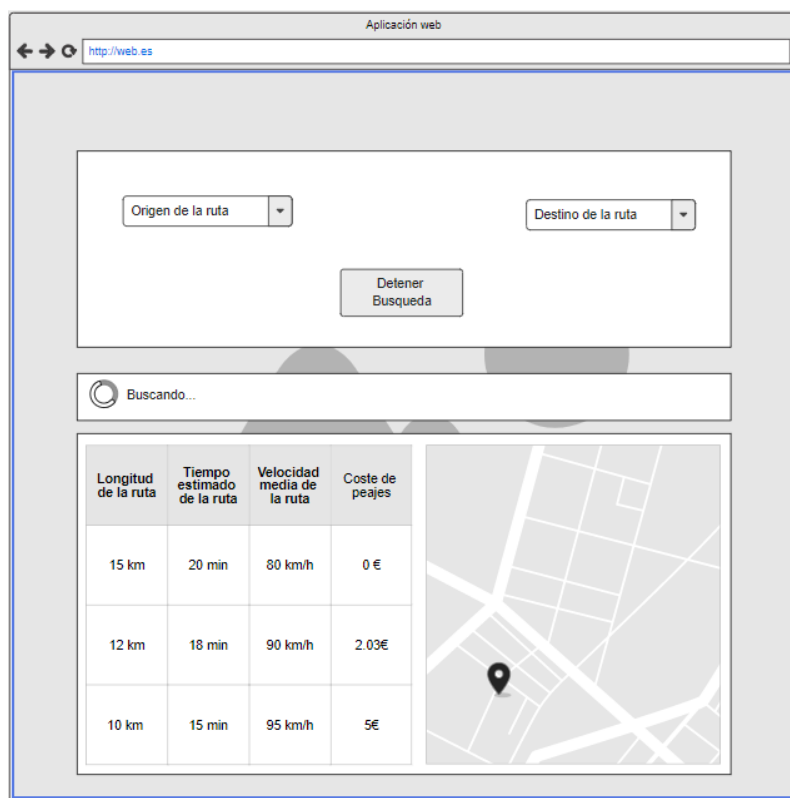 Aplicación web
http://web.es
Origen de la ruta
Destino de la ruta
Detener
Busqueda
Buscando...
Longitud
de la ruta
Tiempo
estimado
de la ruta
Velocidad
media de
la ruta
Coste de
peajes
15 km
20 min
80 km/h
0 €
12 km
18 min
90 km/h
2.03€
10 km
15 min
95 km/h
5€